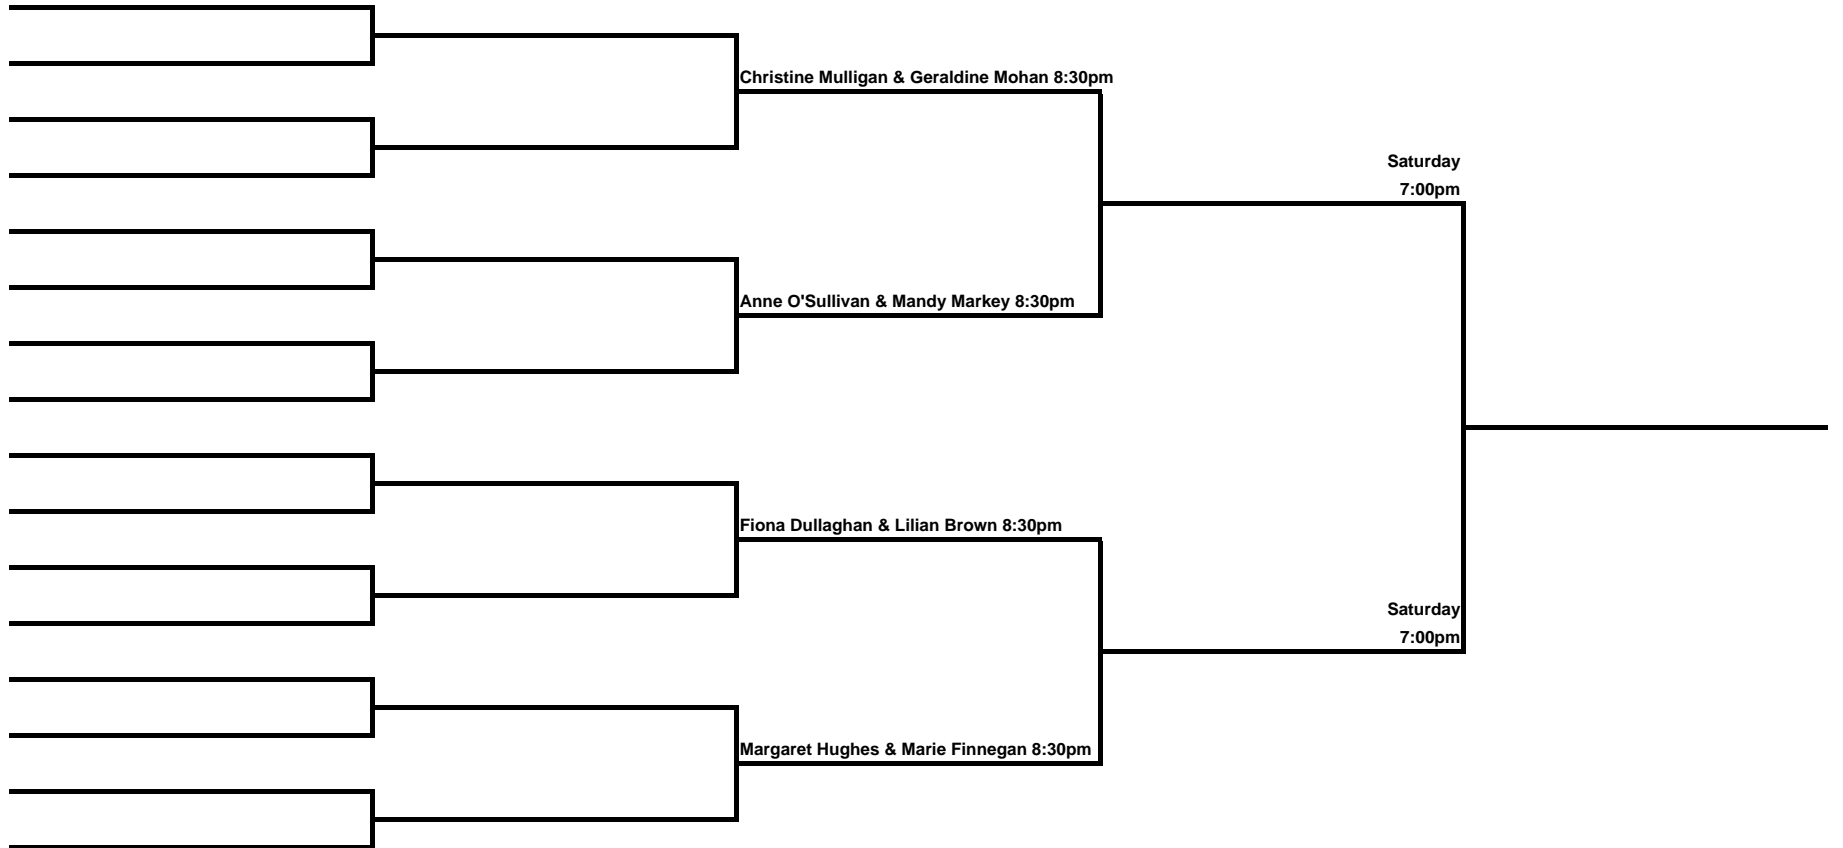 Christine Mulligan & Geraldine Mohan 8:30pm
Saturday
7:00pm
Anne O'Sullivan & Mandy Markey 8:30pm
Fiona Dullaghan & Lilian Brown 8:30pm
Saturday
7:00pm
Margaret Hughes & Marie Finnegan 8:30pm